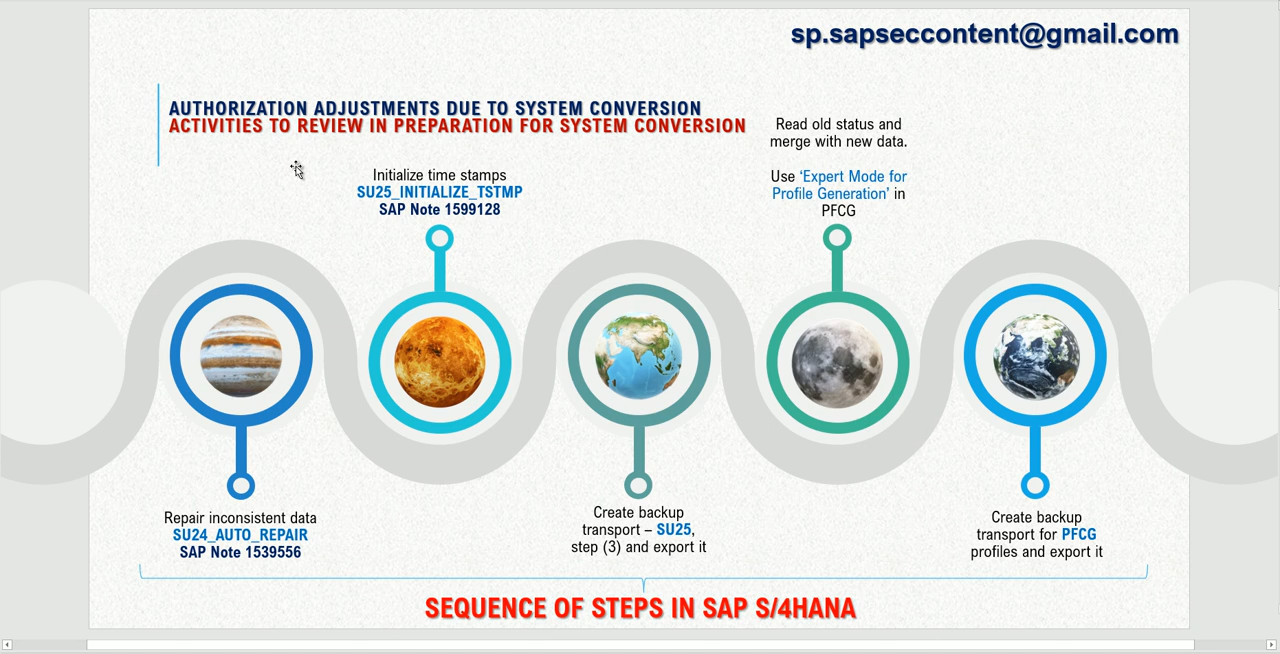 sp.sapseccontent@gmail.com
AUTHORIZATION ADJUSTMENTS DUE TO SYSTEM CONVERSION
ACTIVITIES TO REVIEW IN PREPARATION FOR SYSTEM CONVERSION
Repair inconsistent data
SU24_AUTO_REPAIR
SAP Note 1539556
Initialize time stamps
SU25_INITIALIZE_TSTMP
SAP Note 1599128
Create backup
transport – SU25,
step (3) and export it
Read old status and
merge with new data.
Use ‘Expert Mode for
Profile Generation’ in
PFCG
Create backup
transport for PFCG
profiles and export it
SEQUENCE OF STEPS IN SAP S/4HANA